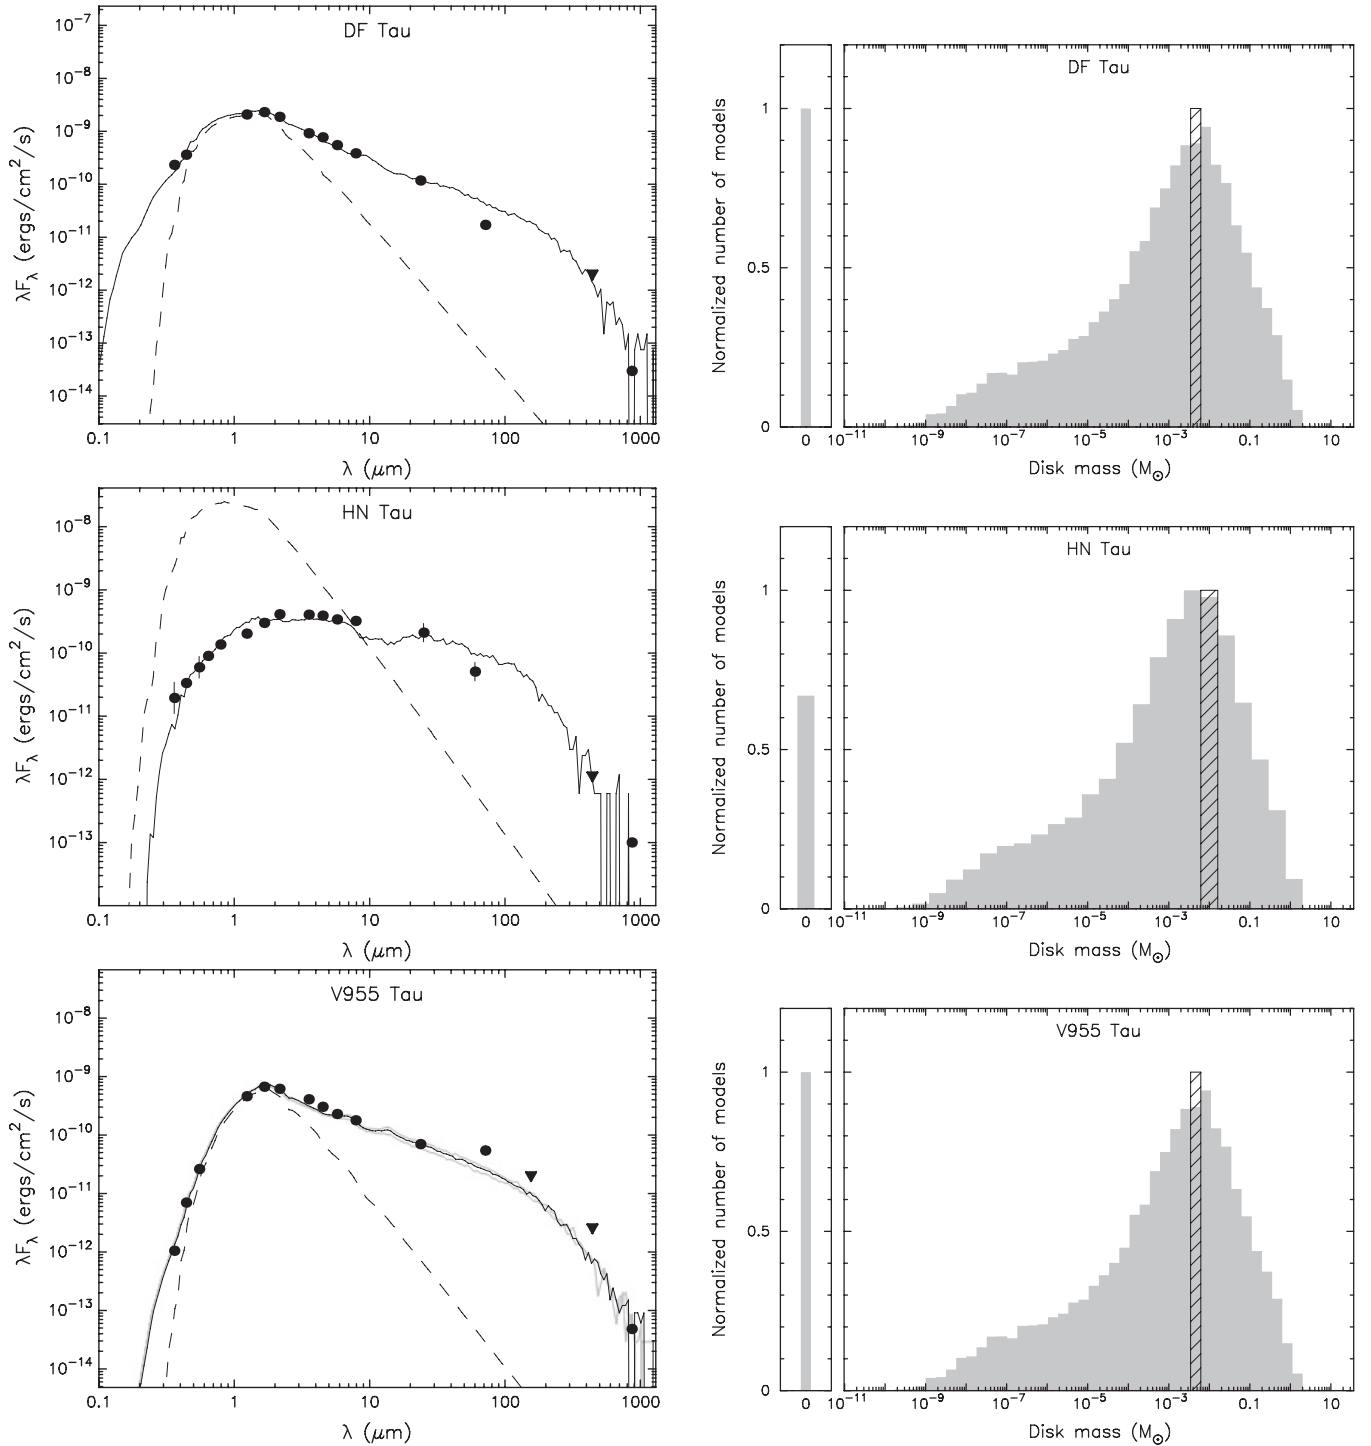 DF Tau
10⁻⁷
10⁻⁸
10⁻⁹
10⁻¹⁰
10⁻¹¹
10⁻¹²
10⁻¹³
10⁻¹⁴
λF_λ (ergs/cm²/s)
0.1 1 10 100 1000
λ (μm)
DF Tau
Normalized number of models
1
0.5
0
0
10⁻¹¹ 10⁻⁹ 10⁻⁷ 10⁻⁵ 10⁻³ 0.1 10
Disk mass (M⊙)
HN Tau
10⁻⁸
10⁻⁹
10⁻¹⁰
10⁻¹¹
10⁻¹²
10⁻¹³
λF_λ (ergs/cm²/s)
0.1 1 10 100 1000
λ (μm)
HN Tau
Normalized number of models
1
0.5
0
0
10⁻¹¹ 10⁻⁹ 10⁻⁷ 10⁻⁵ 10⁻³ 0.1 10
Disk mass (M⊙)
V955 Tau
10⁻⁸
10⁻⁹
10⁻¹⁰
10⁻¹¹
10⁻¹²
10⁻¹³
10⁻¹⁴
λF_λ (ergs/cm²/s)
0.1 1 10 100 1000
λ (μm)
V955 Tau
Normalized number of models
1
0.5
0
0
10⁻¹¹ 10⁻⁹ 10⁻⁷ 10⁻⁵ 10⁻³ 0.1 10
Disk mass (M⊙)